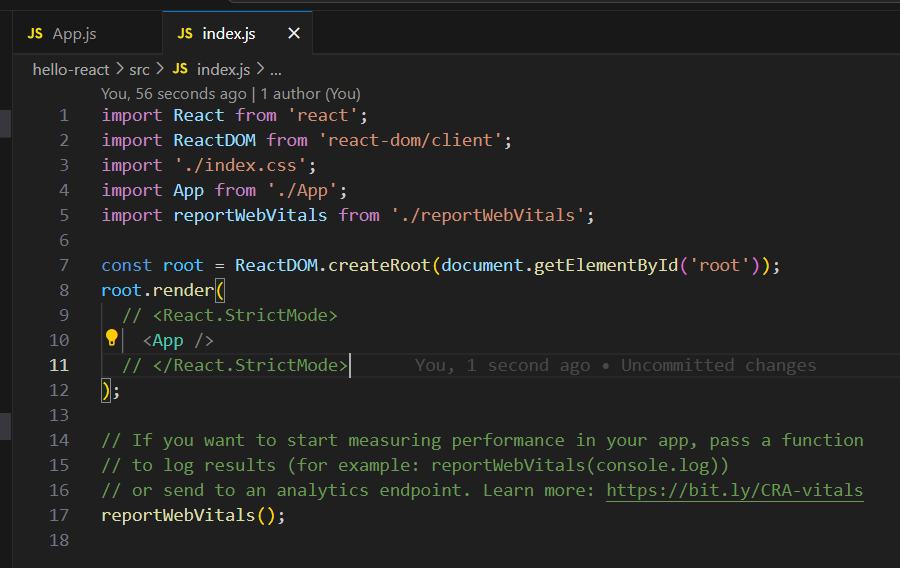 JS App.js
JS index.js ×
hello-react > src > JS index.js > ...
You, 56 seconds ago | 1 author (You)
1 import React from 'react';
2 import ReactDOM from 'react-dom/client';
3 import './index.css';
4 import App from './App';
5 import reportWebVitals from './reportWebVitals';
6
7 const root = ReactDOM.createRoot(document.getElementById('root'));
8 root.render(
9 // <React.StrictMode>
10 <App />
11 // </React.StrictMode> You, 1 second ago • Uncommitted changes
12 );
13
14 // If you want to start measuring performance in your app, pass a function
15 // to log results (for example: reportWebVitals(console.log))
16 // or send to an analytics endpoint. Learn more: https://bit.ly/CRA-vitals
17 reportWebVitals();
18